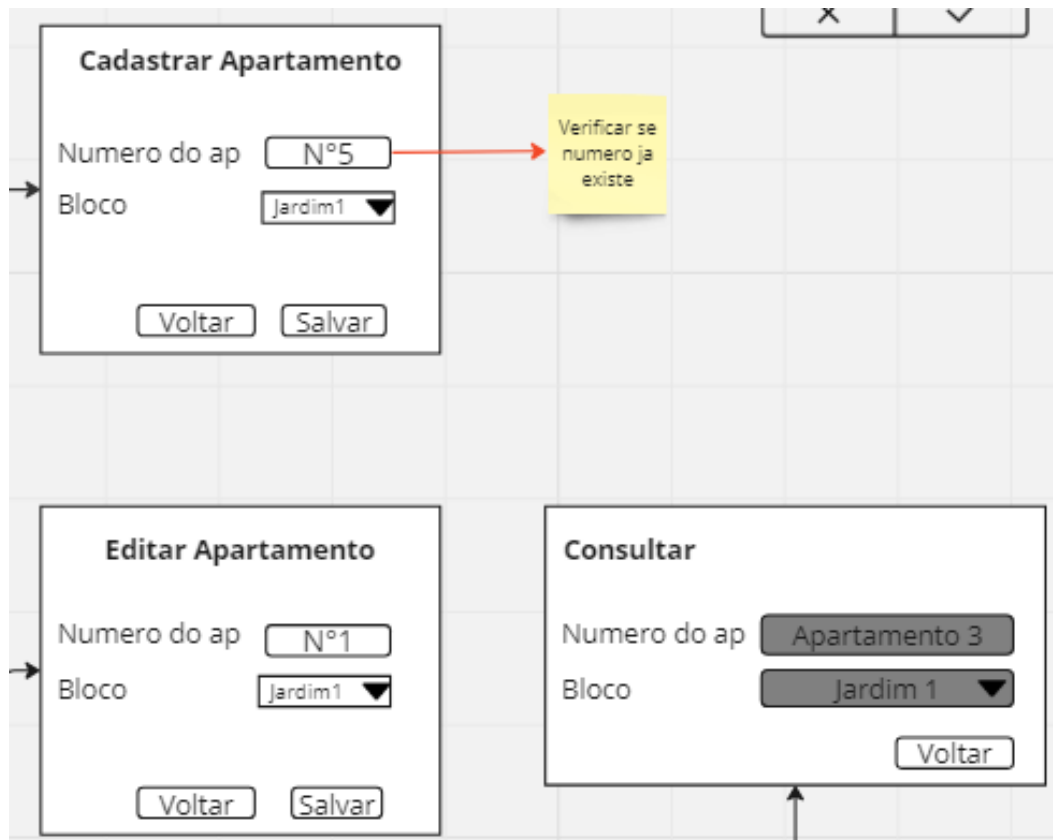 Cadastrar Apartamento
Numero do ap N°5
Bloco Jardim1
Voltar Salvar
Verificar se
numero ja
existe
Editar Apartamento
Numero do ap N°1
Bloco Jardim1
Voltar Salvar
Consultar
Numero do ap Apartamento 3
Bloco Jardim 1
Voltar